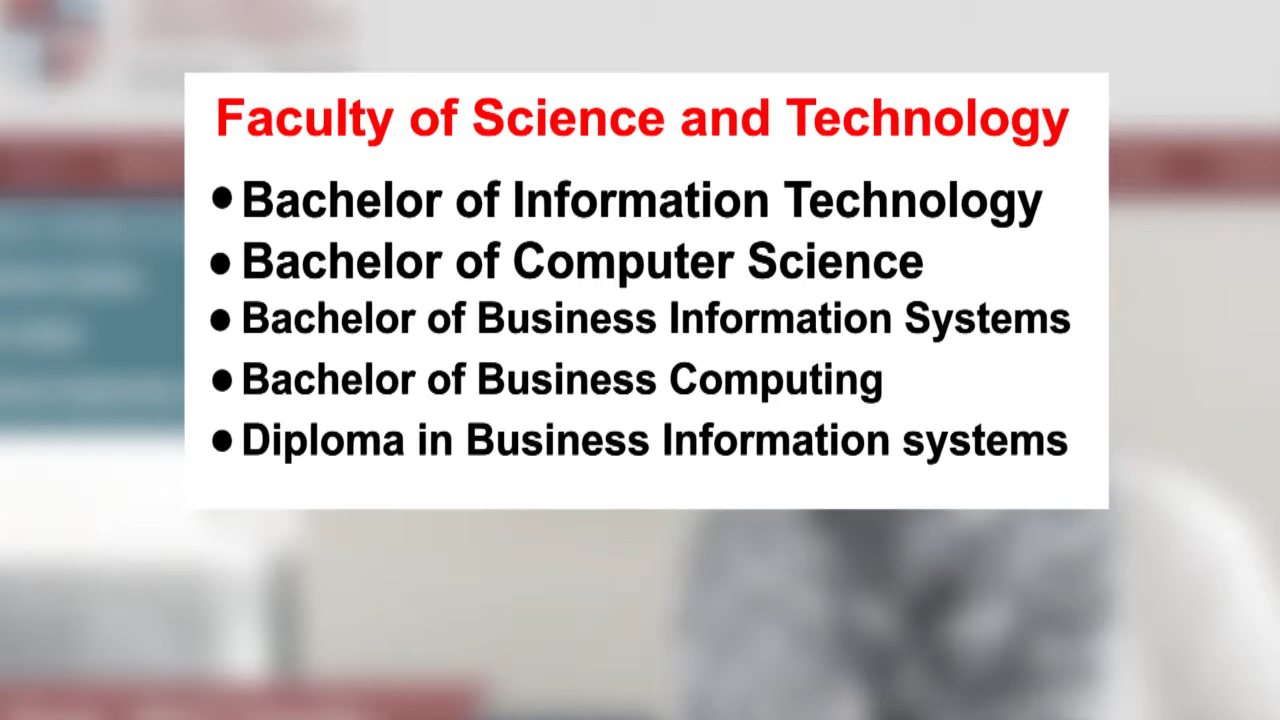 Faculty of Science and Technology
• Bachelor of Information Technology
• Bachelor of Computer Science
• Bachelor of Business Information Systems
• Bachelor of Business Computing
• Diploma in Business Information systems